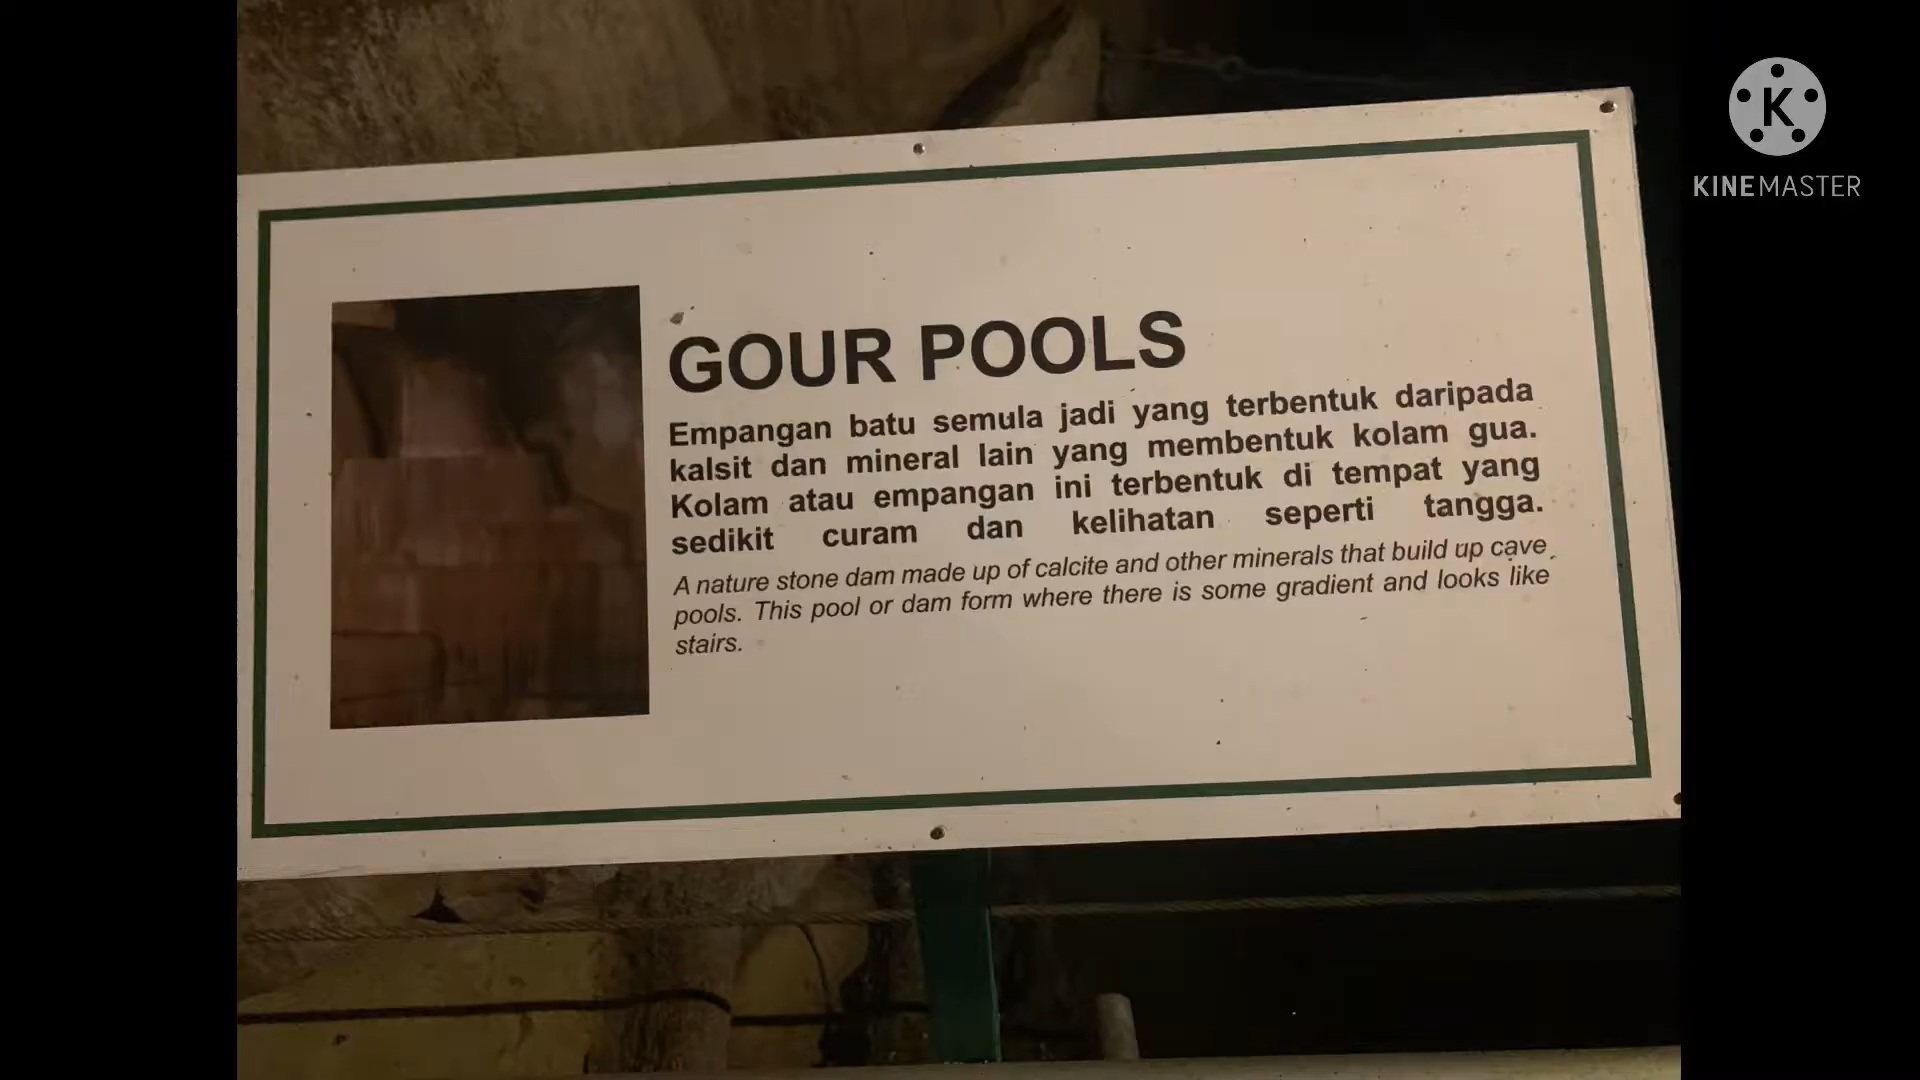 GOUR POOLS
Empangan batu semula jadi yang terbentuk daripada
kalsit dan mineral lain yang membentuk kolam gua.
Kolam atau empangan ini terbentuk di tempat yang
sedikit curam dan kelihatan seperti tangga.
A nature stone dam made up of calcite and other minerals that build up cave
pools. This pool or dam form where there is some gradient and looks like
stairs.
K
KINEMASTER